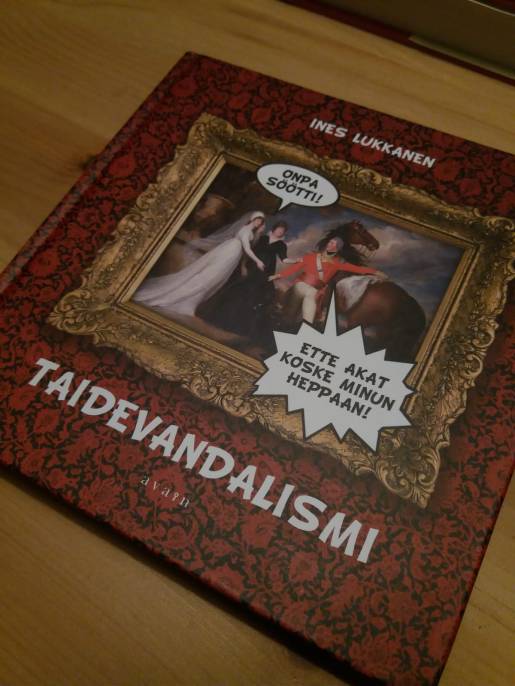 INES LUKKANEN
ONPA
SÖÖTTI!
ETTE AKAT
KOSKE MINUN
HEPPAAN!
TAIDEVANDALISMI
avain